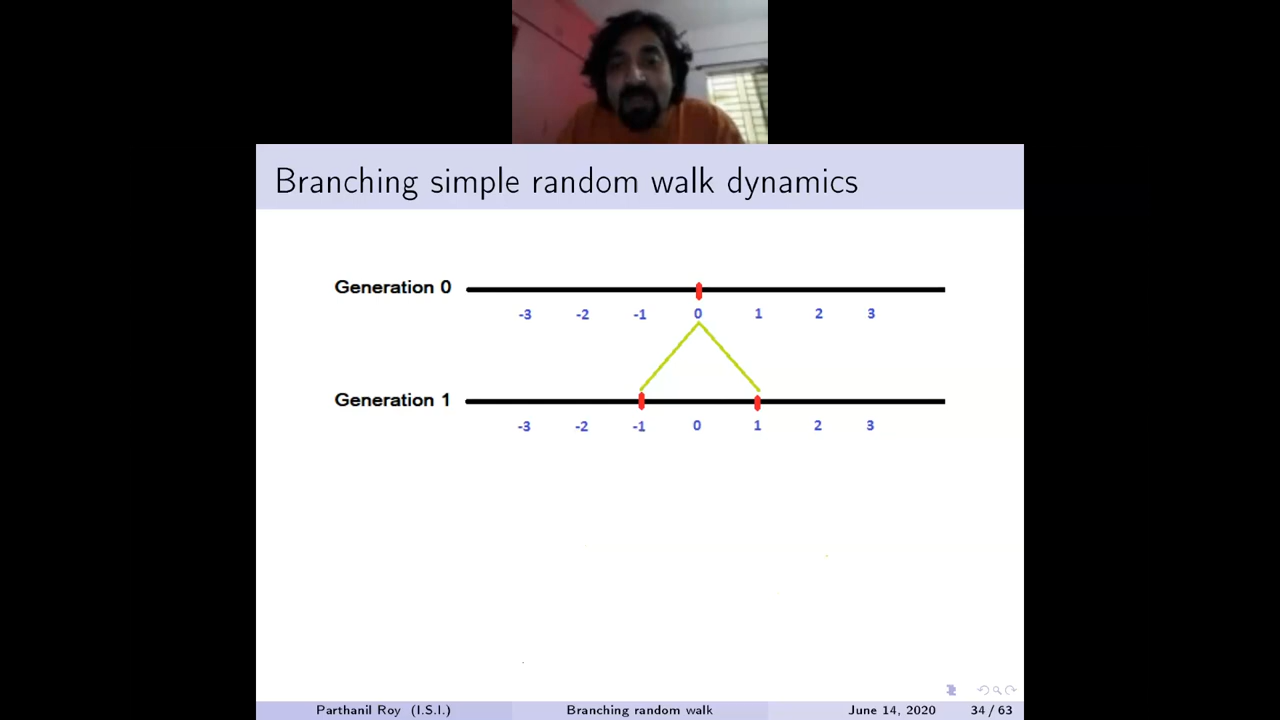 Branching simple random walk dynamics
Generation 0
-3 -2 -1 0 1 2 3
Generation 1
-3 -2 -1 0 1 2 3
Parthanil Roy (I.S.I.) Branching random walk June 14, 2020 34 / 63